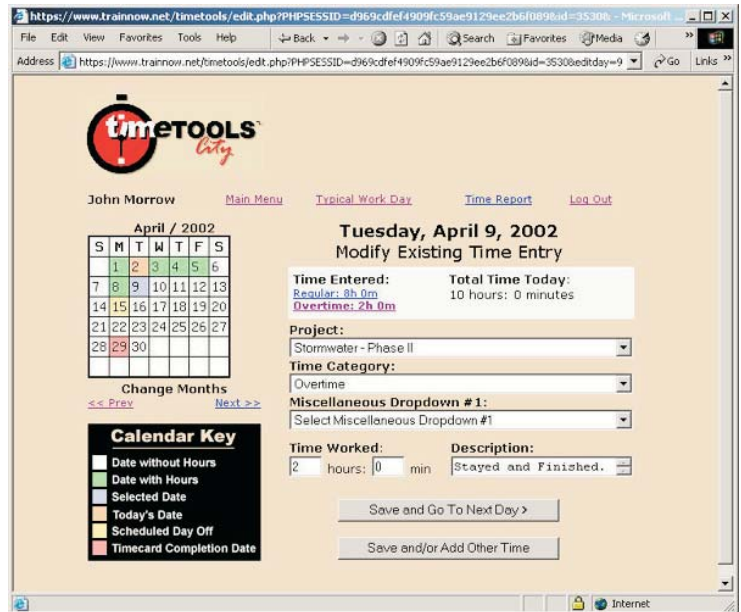 https://www.trainnow.net/timetools/edit.php?PHPSESSID=d969cdfef4909fc59ae9129ee2b6f089&id=35308& - Microsoft ...
File Edit View Favorites Tools Help Back Search Favorites Media »
Address https://www.trainnow.net/timetools/edit.php?PHPSESSID=d969cdfef4909fc59ae9129ee2b6f089&id=35308&editday=9 Go Links »
timeTOOLS™
City
John Morrow Main Menu Typical Work Day Time Report Log Out
April / 2002
S M T W T F S
1 2 3 4 5 6
7 8 9 10 11 12 13
14 15 16 17 18 19 20
21 22 23 24 25 26 27
28 29 30
Change Months
<< Prev Next >>
Calendar Key
Date without Hours
Date with Hours
Selected Date
Today's Date
Scheduled Day Off
Timecard Completion Date
Tuesday, April 9, 2002
Modify Existing Time Entry
Time Entered: Total Time Today:
Regular: 8h 0m 10 hours: 0 minutes
Overtime: 2h 0m
Project:
Stormwater - Phase II
Time Category:
Overtime
Miscellaneous Dropdown #1:
Select Miscellaneous Dropdown #1
Time Worked: Description:
2 hours: 0 min Stayed and Finished.
Save and Go To Next Day >
Save and/or Add Other Time
Internet